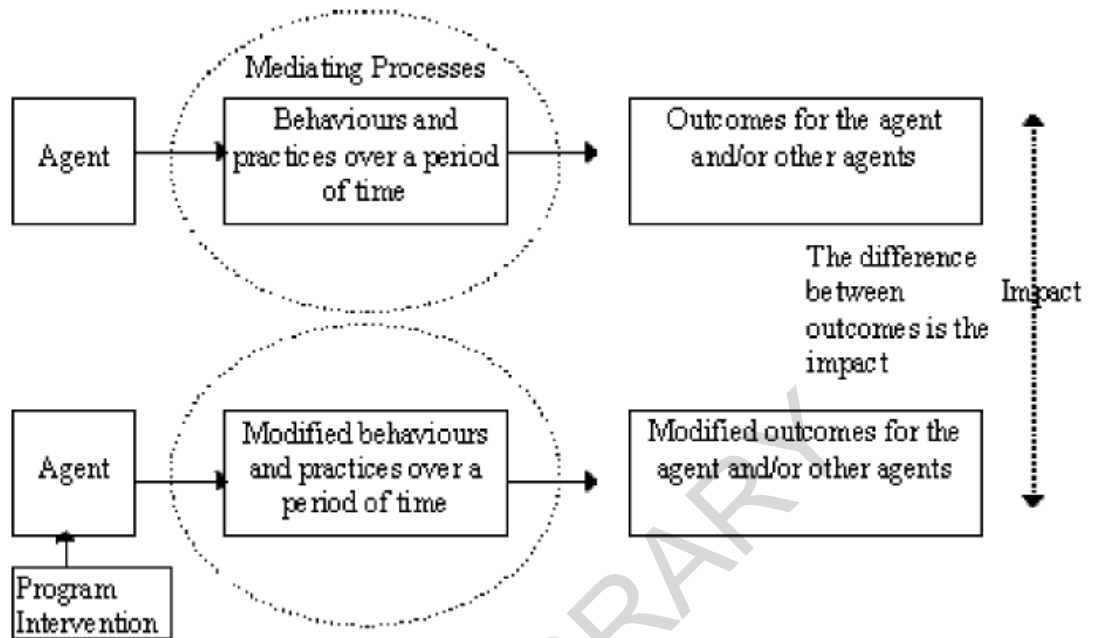 Mediating Processes
Agent
Behaviours and
practices over a period
of time
Outcomes for the agent
and/or other agents
The difference
between
outcomes is the
impact
Impact
Agent
Modified behaviours
and practices over a
period of time
Modified outcomes for the
agent and/or other agents
Program
Intervention
RARY